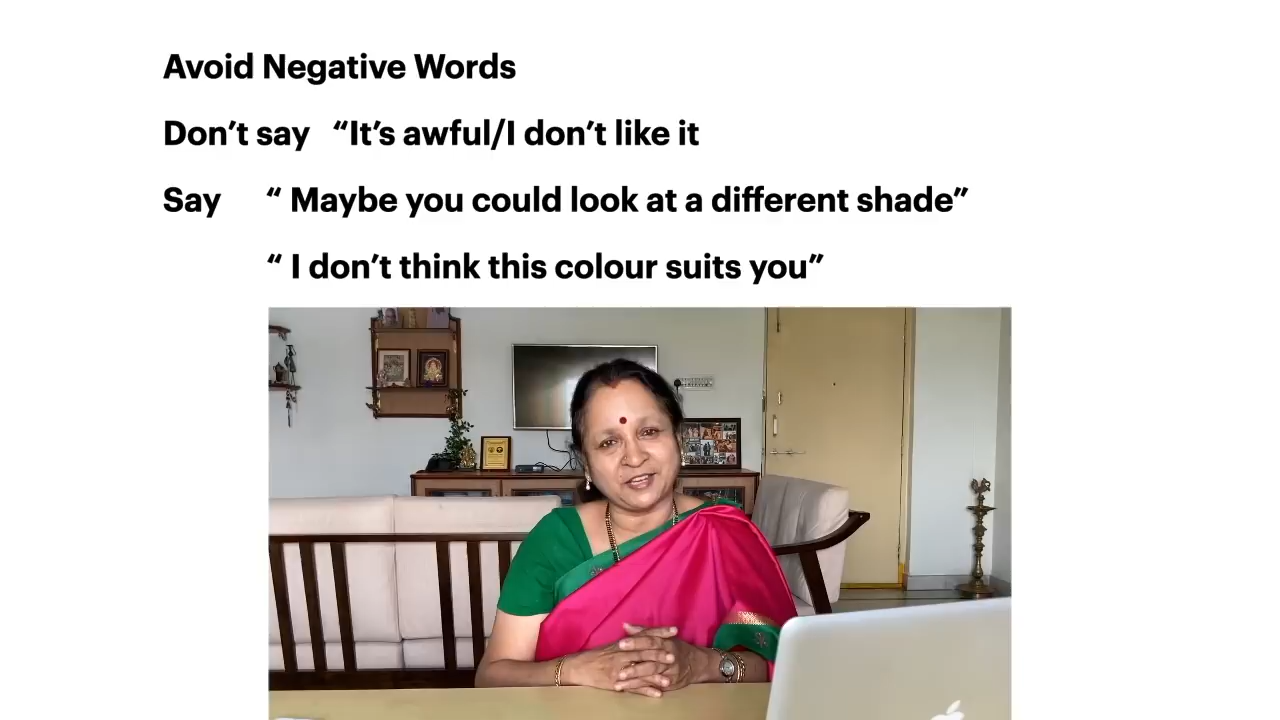 Avoid Negative Words
Don’t say “It’s awful/I don’t like it
Say “ Maybe you could look at a different shade”
“ I don’t think this colour suits you”